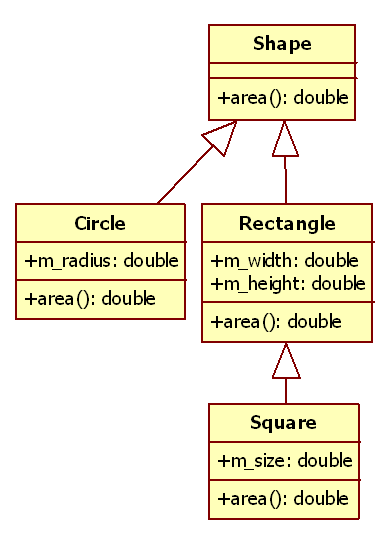 Shape
+area(): double
Circle
+m_radius: double
+area(): double
Rectangle
+m_width: double
+m_height: double
+area(): double
Square
+m_size: double
+area(): double